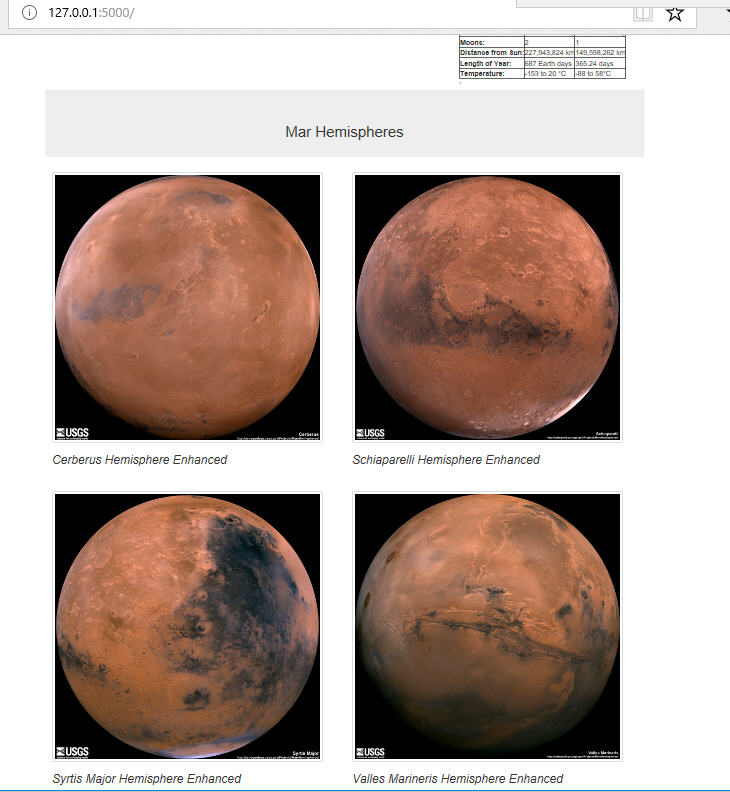 127.0.0.1:5000/
Moons: 2 1
Distance from Sun: 227,943,824 km 149,598,262 km
Length of Year: 687 Earth days 365.24 days
Temperature: -153 to 20 °C -88 to 58°C
Mar Hemispheres
USGS
Cerberus
USGS
Schiaparelli
Cerberus Hemisphere Enhanced
Schiaparelli Hemisphere Enhanced
USGS
Syrtis Major
USGS
Valles Marineris
Syrtis Major Hemisphere Enhanced
Valles Marineris Hemisphere Enhanced